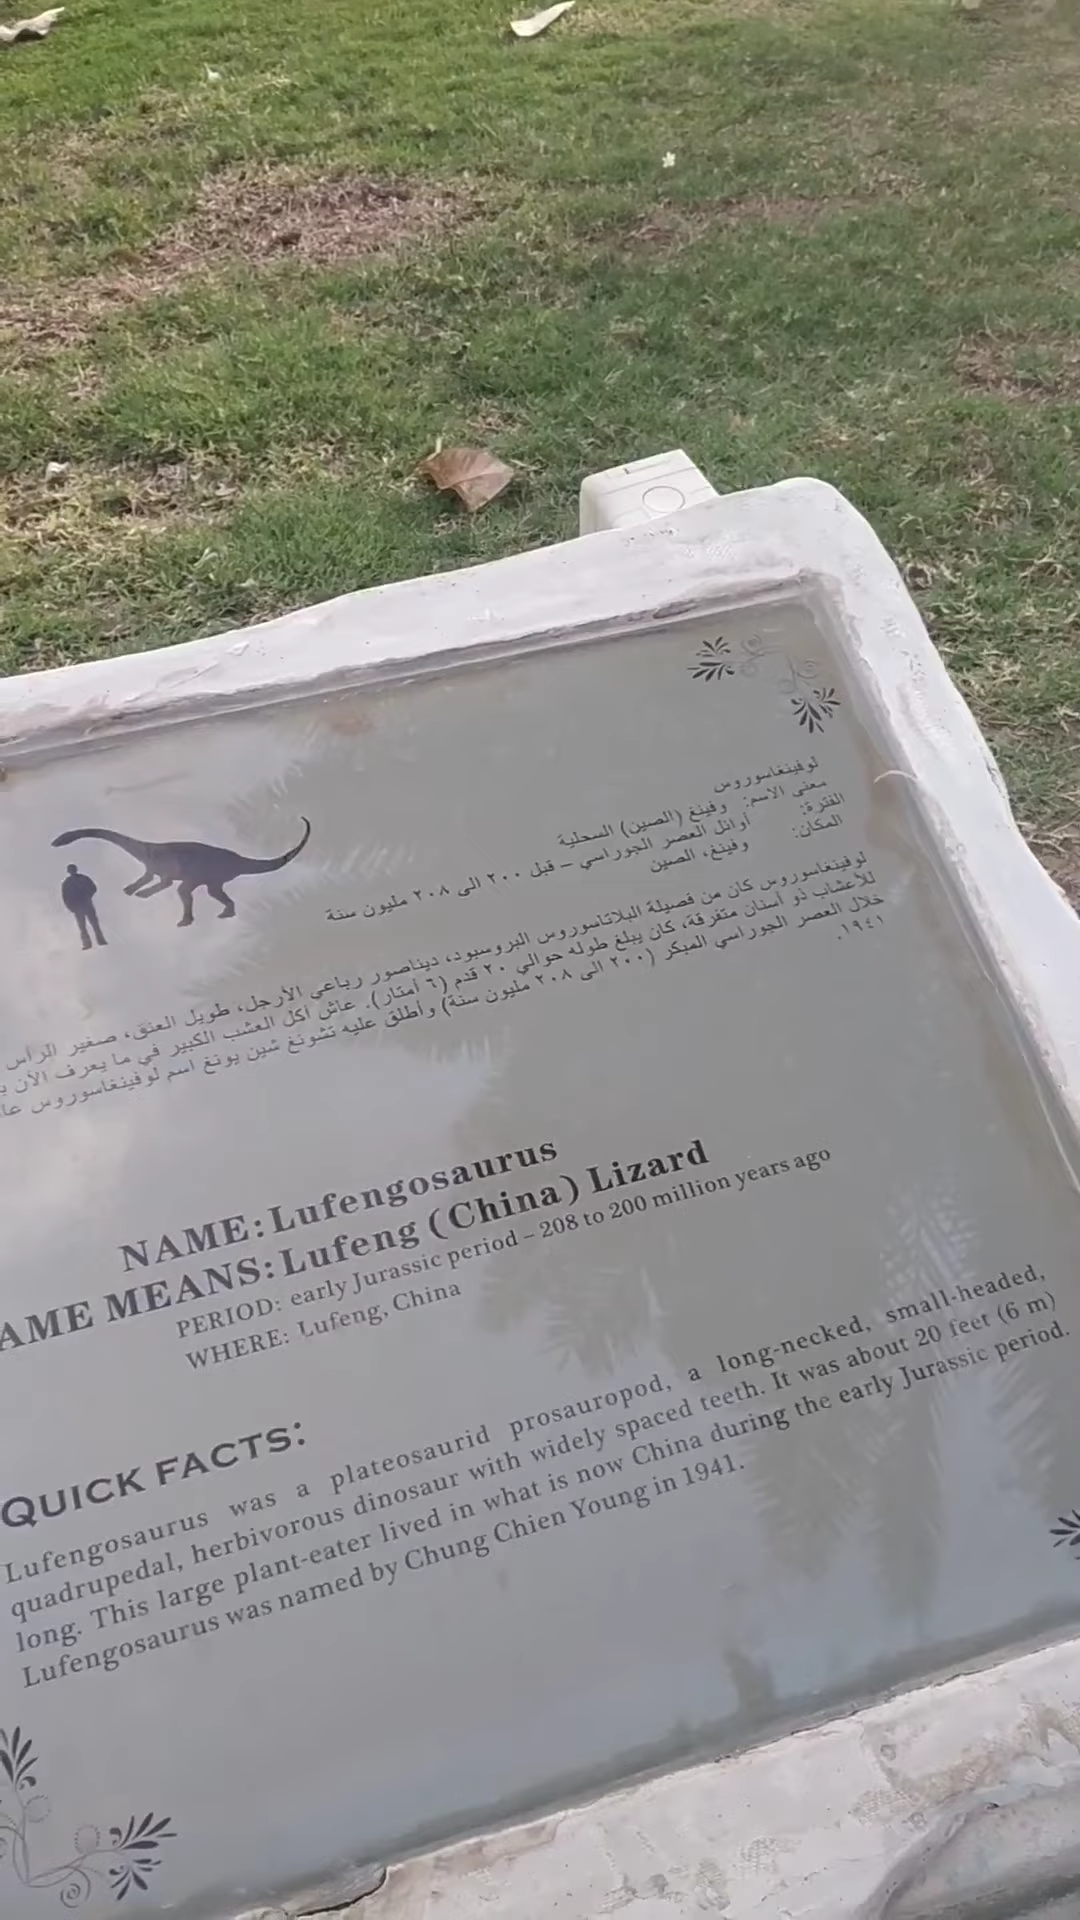 لوفينغاسوروس
معنى الاسم: وفينغ (الصين) السحلية
الفترة: أوائل العصر الجوراسي – قبل ٢٠٠ الى ٢٠٨ مليون سنة
المكان: وفينغ، الصين
لوفينغاسوروس كان من فصيلة البلاتاسوروس البروسبود، ديناصور رباعي الأرجل، طويل العنق، صغير الرأس
للأعشاب ذو أسنان متفرقة، كان يبلغ طوله حوالي ٢٠ قدم (٦ أمتار). عاش أكل العشب الكبير في ما يعرف الآن
خلال العصر الجوراسي المبكر (٢٠٠ الى ٢٠٨ مليون سنة) وأطلق عليه تشونغ شين يونغ اسم لوفينغاسوروس
١٩٤١.
NAME: Lufengosaurus
AME MEANS: Lufeng (China) Lizard
PERIOD: early Jurassic period – 208 to 200 million years ago
WHERE: Lufeng, China
QUICK FACTS:
Lufengosaurus was a plateosaurid prosauropod, a long-necked, small-headed,
quadrupedal, herbivorous dinosaur with widely spaced teeth. It was about 20 feet (6 m)
long. This large plant-eater lived in what is now China during the early Jurassic period.
Lufengosaurus was named by Chung Chien Young in 1941.